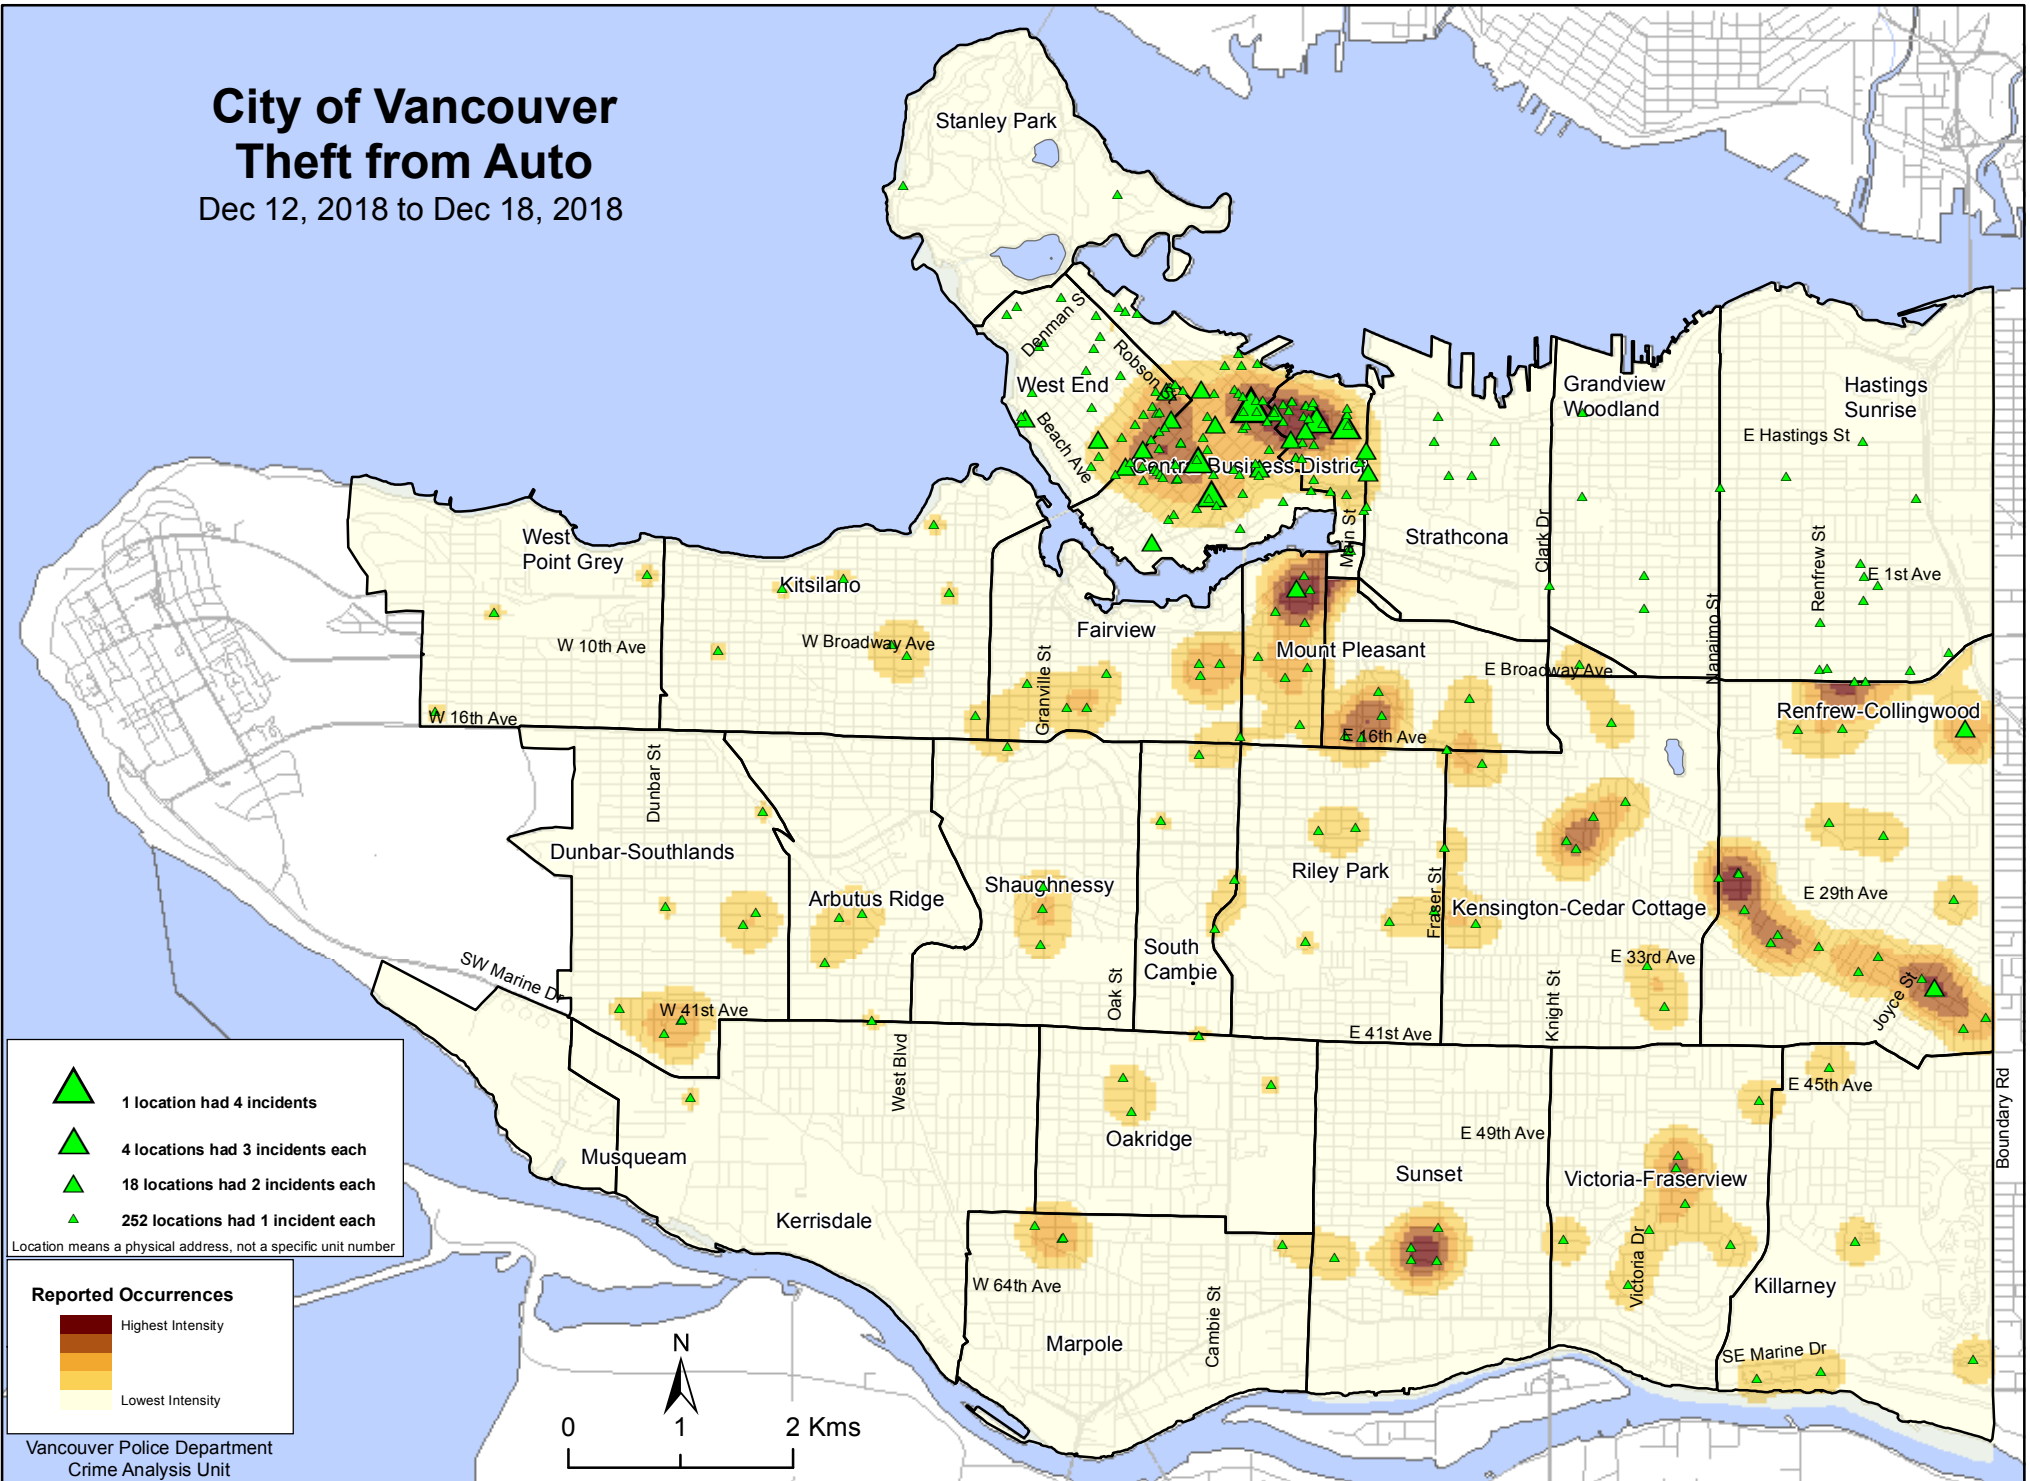 City of Vancouver
Theft from Auto
Dec 12, 2018 to Dec 18, 2018
Stanley Park
Denman S
Robson St
West End
Beach Ave
Central Business District
Grandview
Woodland
Hastings
Sunrise
E Hastings St
West
Point Grey
Kitsilano
Fairview
Main St
Strathcona
Clark Dr
Renfrew St
E 1st Ave
Nanaimo St
W 10th Ave
W Broadway Ave
Granville St
Mount Pleasant
E Broadway Ave
W 16th Ave
E 16th Ave
Renfrew-Collingwood
Dunbar St
Dunbar-Southlands
Arbutus Ridge
Shaughnessy
Riley Park
Fraser St
Kensington-Cedar Cottage
E 29th Ave
South
Cambie
Oak St
E 33rd Ave
Knight St
Joyce St
SW Marine Dr
W 41st Ave
E 41st Ave
West Blvd
E 45th Ave
Boundary Rd
Oakridge
E 49th Ave
Musqueam
Sunset
Victoria-Fraserview
Kerrisdale
Victoria Dr
W 64th Ave
Killarney
Marpole
Cambie St
SE Marine Dr
1 location had 4 incidents
4 locations had 3 incidents each
18 locations had 2 incidents each
252 locations had 1 incident each
Location means a physical address, not a specific unit number
Reported Occurrences
Highest Intensity
Lowest Intensity
N
0 1 2 Kms
Vancouver Police Department
Crime Analysis Unit